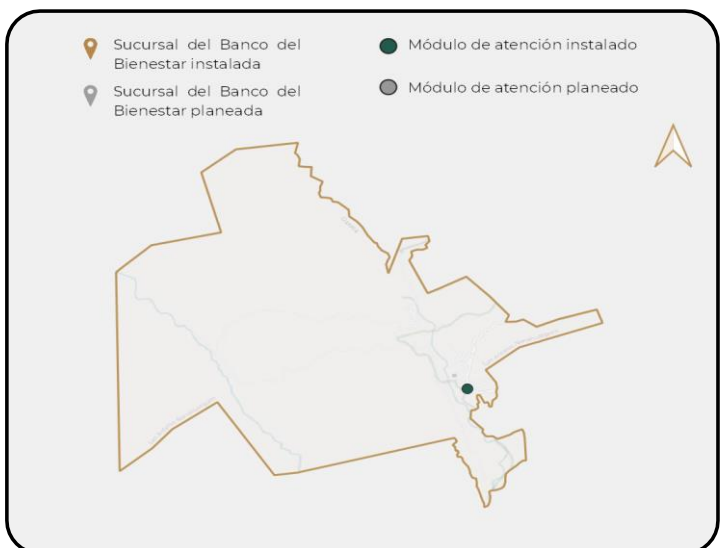 Sucursal del Banco del
Bienestar instalada
Sucursal del Banco del
Bienestar planeada
Módulo de atención instalado
Módulo de atención planeado